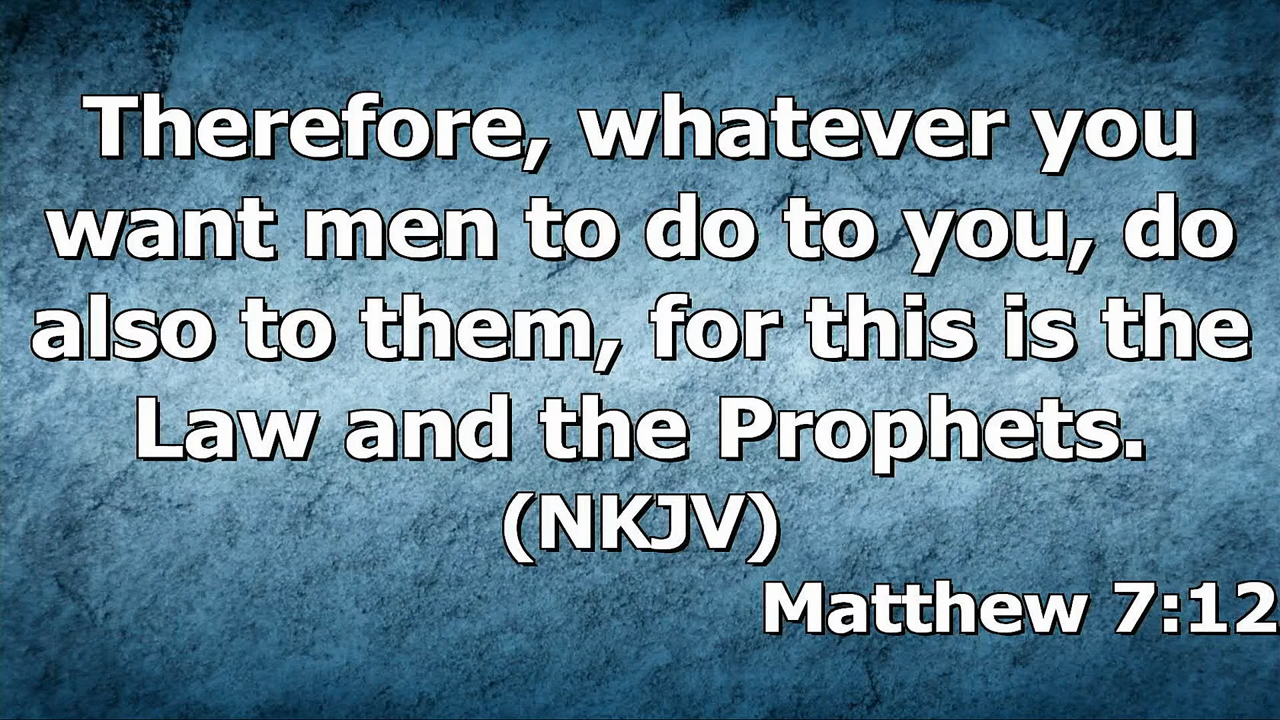 Therefore, whatever you
want men to do to you, do
also to them, for this is the
Law and the Prophets.
(NKJV)
Matthew 7:12